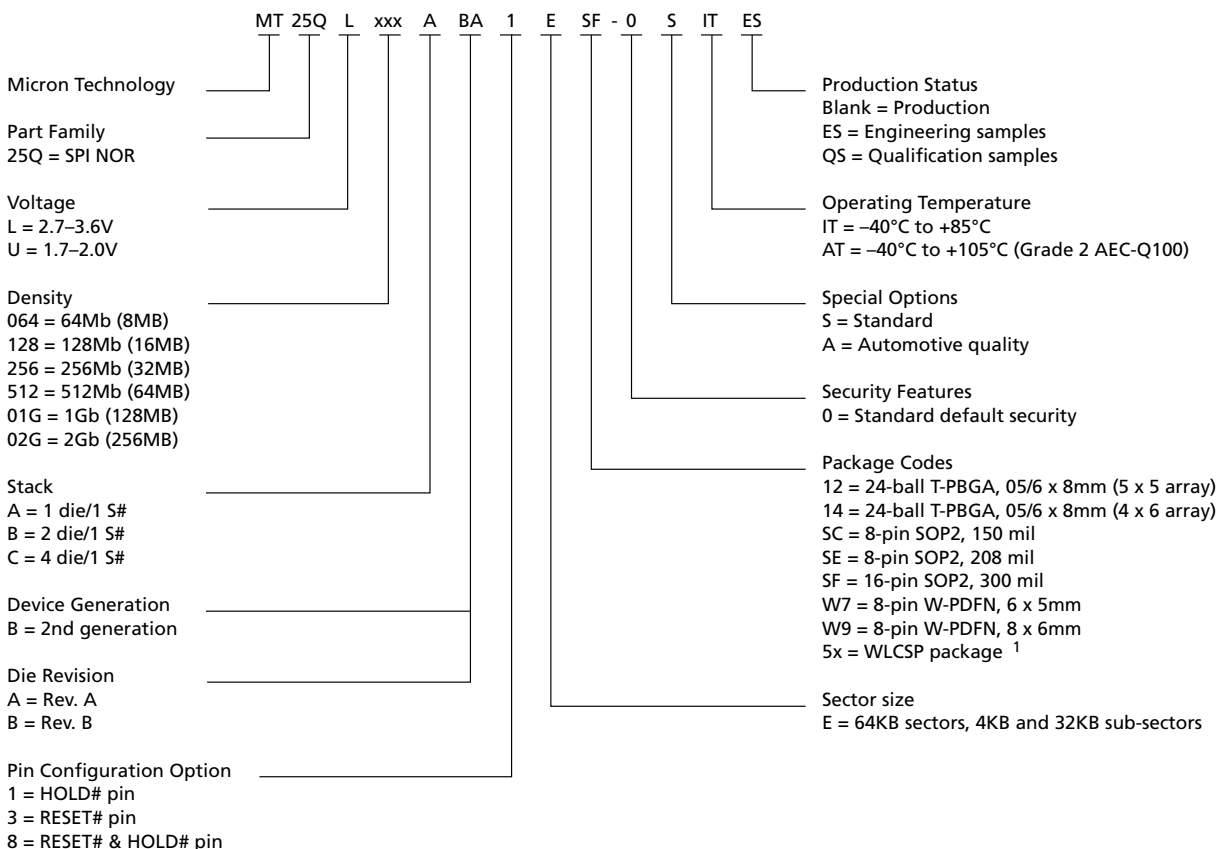 MT 25Q L xxx A BA 1 E SF - 0 S IT ES
Micron Technology
Part Family
25Q = SPI NOR
Voltage
L = 2.7–3.6V
U = 1.7–2.0V
Density
064 = 64Mb (8MB)
128 = 128Mb (16MB)
256 = 256Mb (32MB)
512 = 512Mb (64MB)
01G = 1Gb (128MB)
02G = 2Gb (256MB)
Stack
A = 1 die/1 S#
B = 2 die/1 S#
C = 4 die/1 S#
Device Generation
B = 2nd generation
Die Revision
A = Rev. A
B = Rev. B
Pin Configuration Option
1 = HOLD# pin
3 = RESET# pin
8 = RESET# & HOLD# pin
Production Status
Blank = Production
ES = Engineering samples
QS = Qualification samples
Operating Temperature
IT = –40°C to +85°C
AT = –40°C to +105°C (Grade 2 AEC-Q100)
Special Options
S = Standard
A = Automotive quality
Security Features
0 = Standard default security
Package Codes
12 = 24-ball T-PBGA, 05/6 x 8mm (5 x 5 array)
14 = 24-ball T-PBGA, 05/6 x 8mm (4 x 6 array)
SC = 8-pin SOP2, 150 mil
SE = 8-pin SOP2, 208 mil
SF = 16-pin SOP2, 300 mil
W7 = 8-pin W-PDFN, 6 x 5mm
W9 = 8-pin W-PDFN, 8 x 6mm
5x = WLCSP package 1
Sector size
E = 64KB sectors, 4KB and 32KB sub-sectors